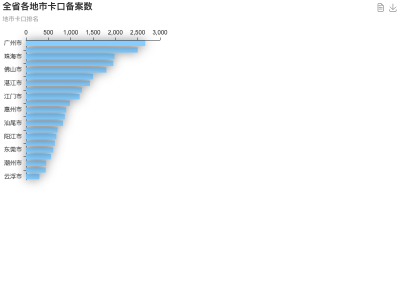 全省各地市卡口备案数
地市卡口排名
0 500 1,000 1,500 2,000 2,500 3,000
广州市
珠海市
佛山市
湛江市
江门市
惠州市
汕尾市
阳江市
东莞市
潮州市
云浮市